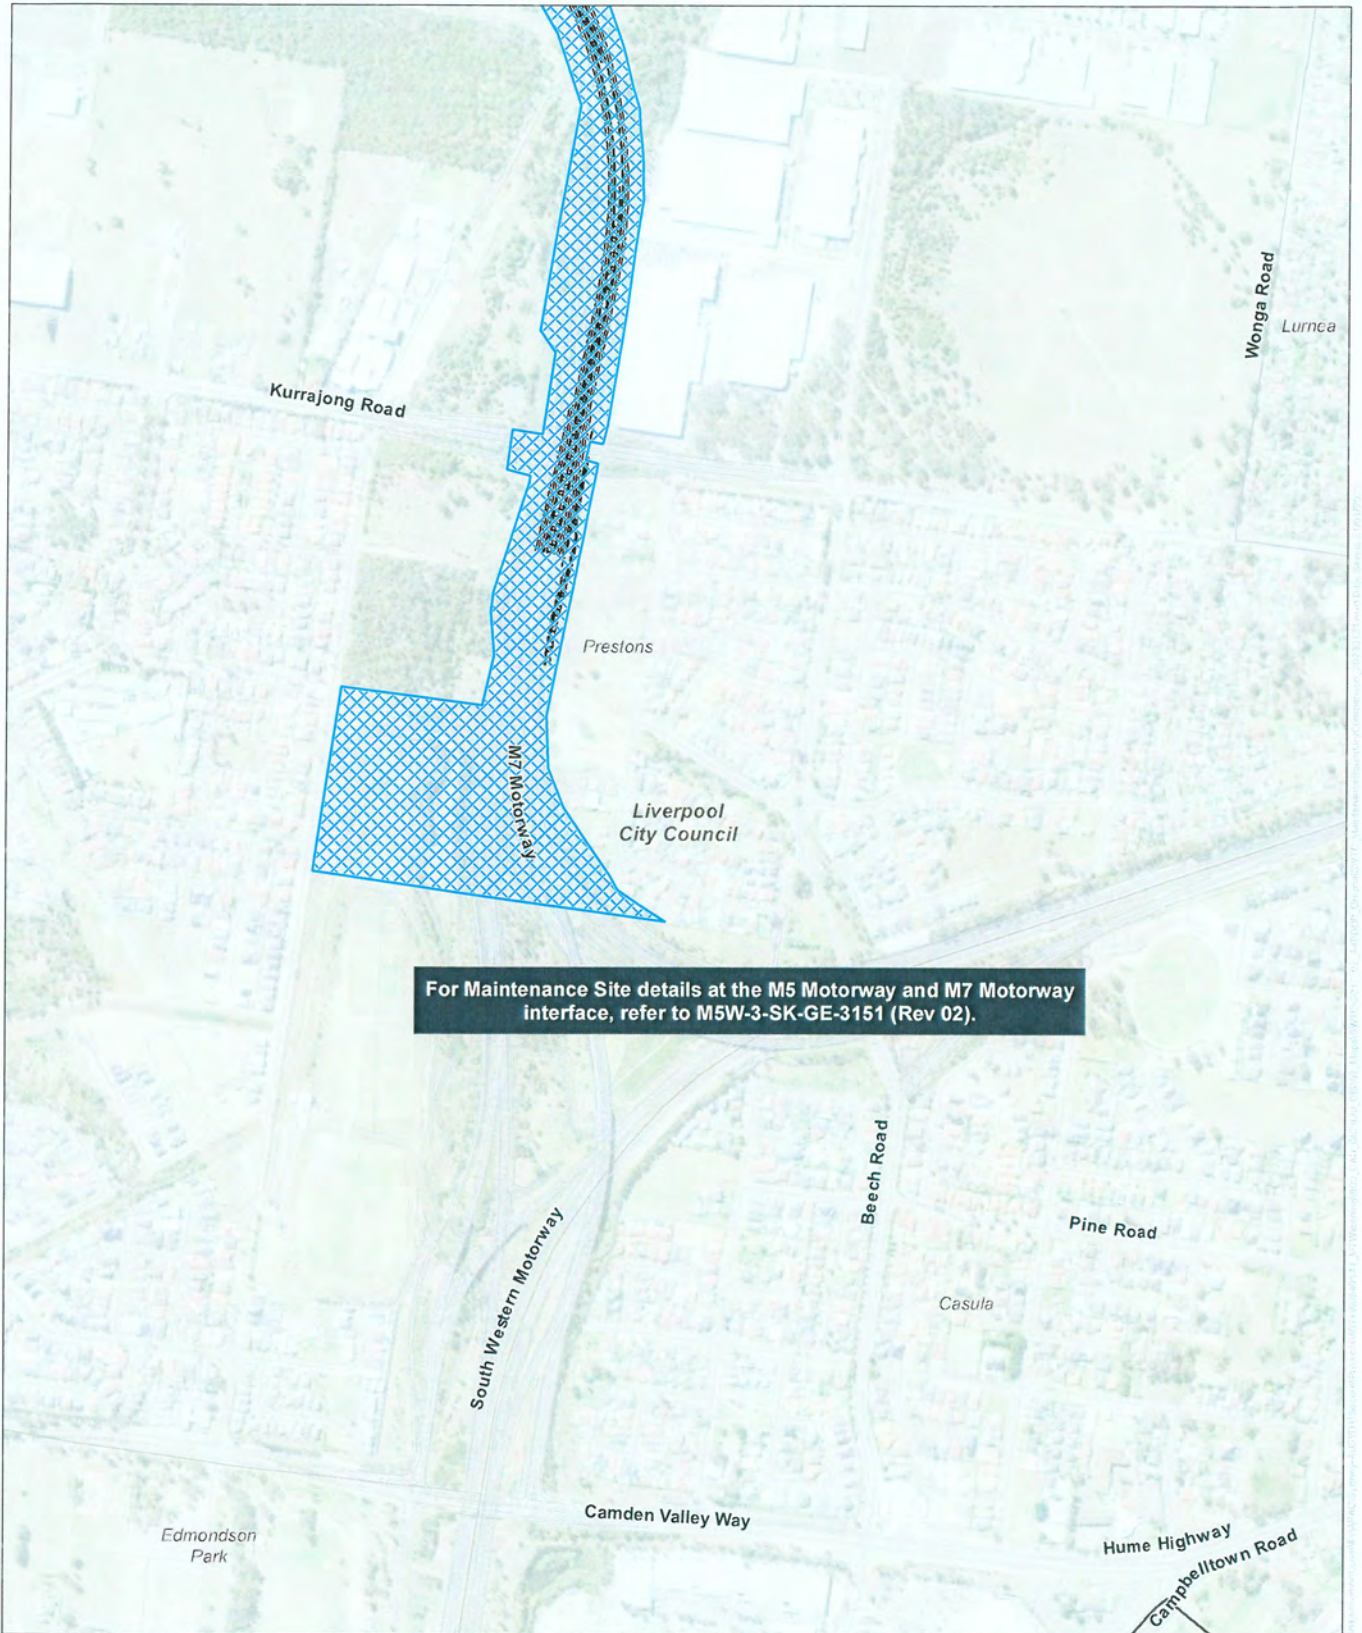 Wonga Road
Lurnea
Kurrajong Road
Prestons
M7 Motorway
Liverpool
City Council
For Maintenance Site details at the M5 Motorway and M7 Motorway
interface, refer to M5W-3-SK-GE-3151 (Rev 02).
Beech Road
Pine Road
South Western Motorway
Casula
Camden Valley Way
Edmondson
Park
Hume Highway
Campbelltown Road